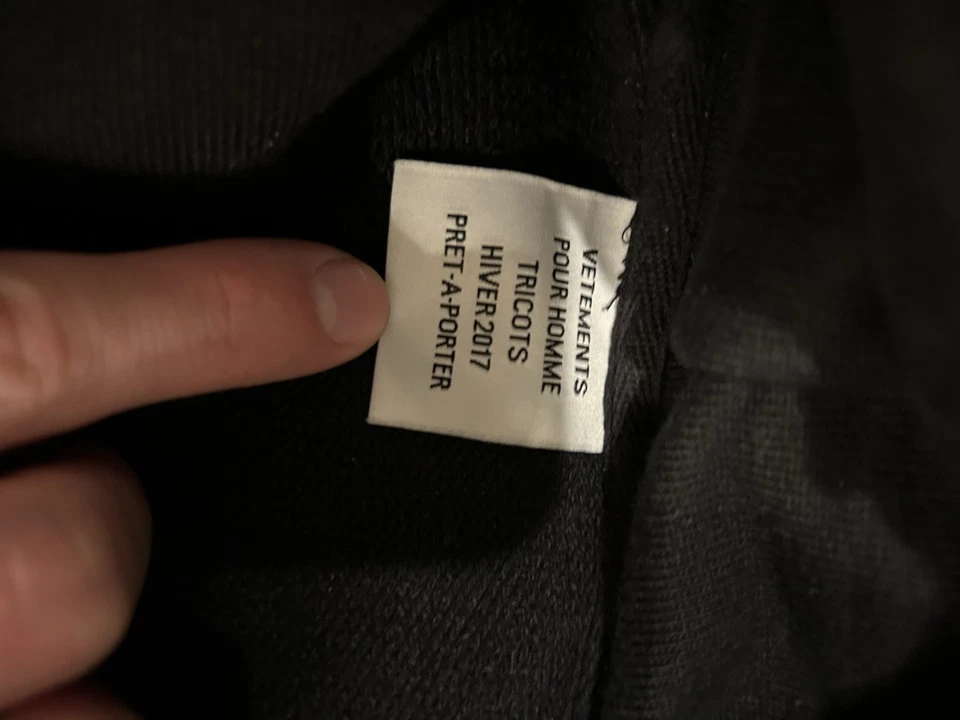 VETEMENTS
POUR HOMME
TRICOTS
HIVER 2017
PRET-A-PORTER